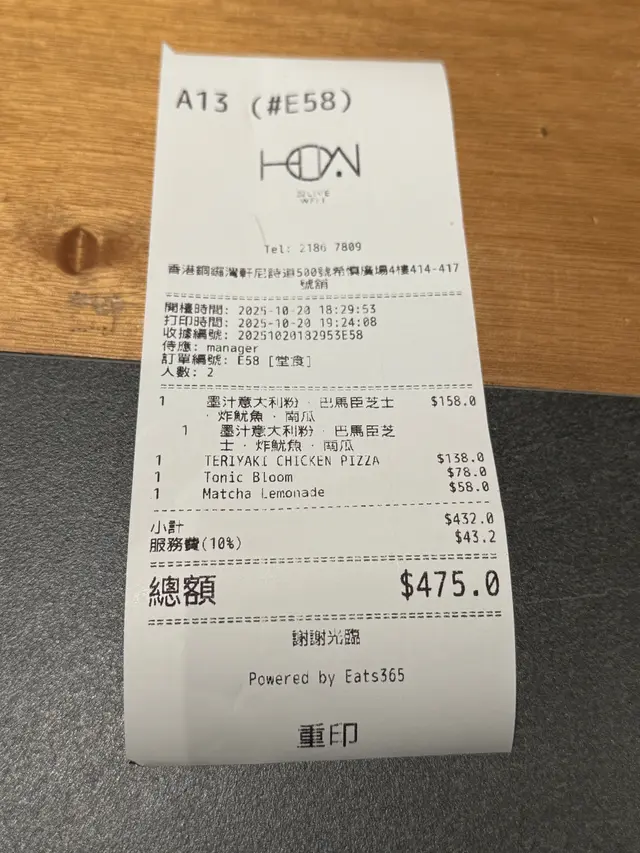 A13 (#E58)
Tel: 2186 7809
香港銅鑼灣軒尼詩道500號希慎廣場4樓414-417
號舖
開檯時間: 2025-10-20 18:29:53
打印時間: 2025-10-20 19:24:08
收據編號: 20251020182953E58
侍應: manager
訂單編號: E58 [堂食]
人數: 2
1 墨汁意大利粉﹒巴馬臣芝士 $158.0
﹒炸魷魚﹒南瓜
1 墨汁意大利粉﹒巴馬臣芝
士﹒炸魷魚﹒南瓜
1 TERIYAKI CHICKEN PIZZA $138.0
1 Tonic Bloom $78.0
1 Matcha Lemonade $58.0
小計 $432.0
服務費(10%) $43.2
總額 $475.0
謝謝光臨
Powered by Eats365
重印